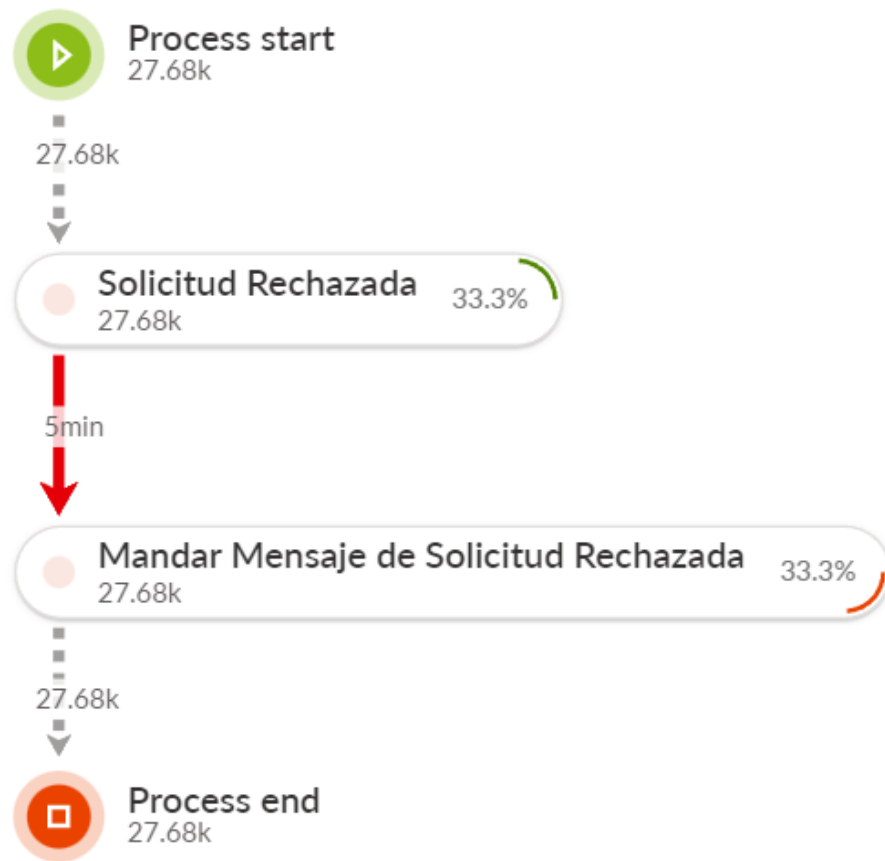 Process start
27.68k
27.68k
Solicitud Rechazada
27.68k
33.3%
5min
Mandar Mensaje de Solicitud Rechazada
27.68k
33.3%
27.68k
Process end
27.68k